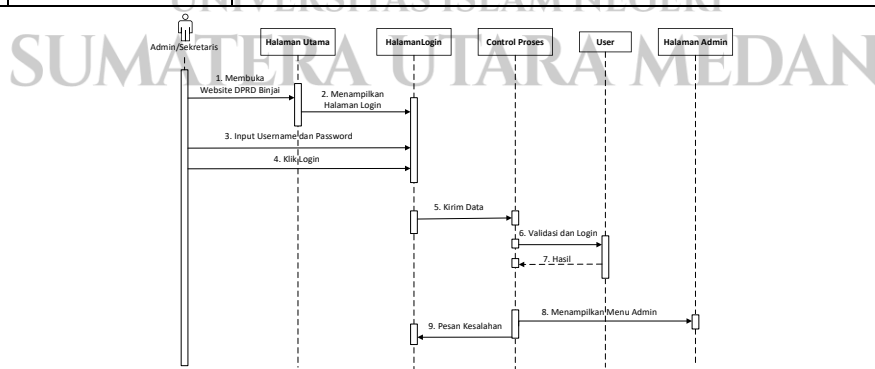 UNIVERSITAS ISLAM NEGERI
SUMATERA UTARA MEDAN
Admin/Sekretaris
Halaman Utama
HalamanLogin
Control Proses
User
Halaman Admin
1. Membuka
Website DPRD Binjai
2. Menampilkan
Halaman Login
3. Input Username dan Password
4. Klik Login
5. Kirim Data
6. Validasi dan Login
7. Hasil
8. Menampilkan Menu Admin
9. Pesan Kesalahan